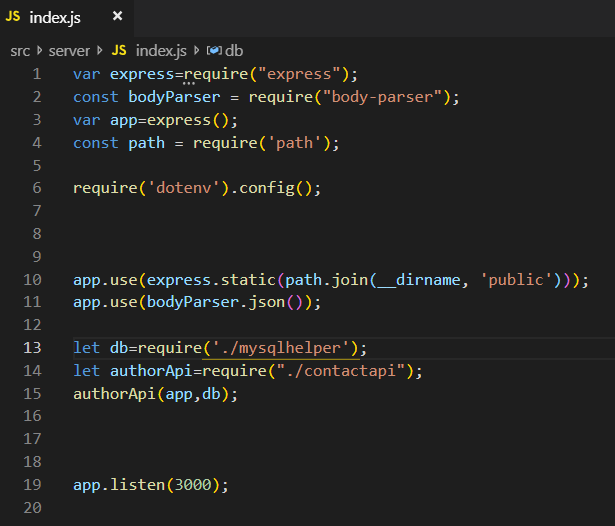 JS index.js ×
src > server > JS index.js > db
1 var express=require("express");
2 const bodyParser = require("body-parser");
3 var app=express();
4 const path = require('path');
5
6 require('dotenv').config();
7
8
9
10 app.use(express.static(path.join(__dirname, 'public')));
11 app.use(bodyParser.json());
12
13 let db=require('./mysqlhelper');
14 let authorApi=require("./contactapi");
15 authorApi(app,db);
16
17
18
19 app.listen(3000);
20